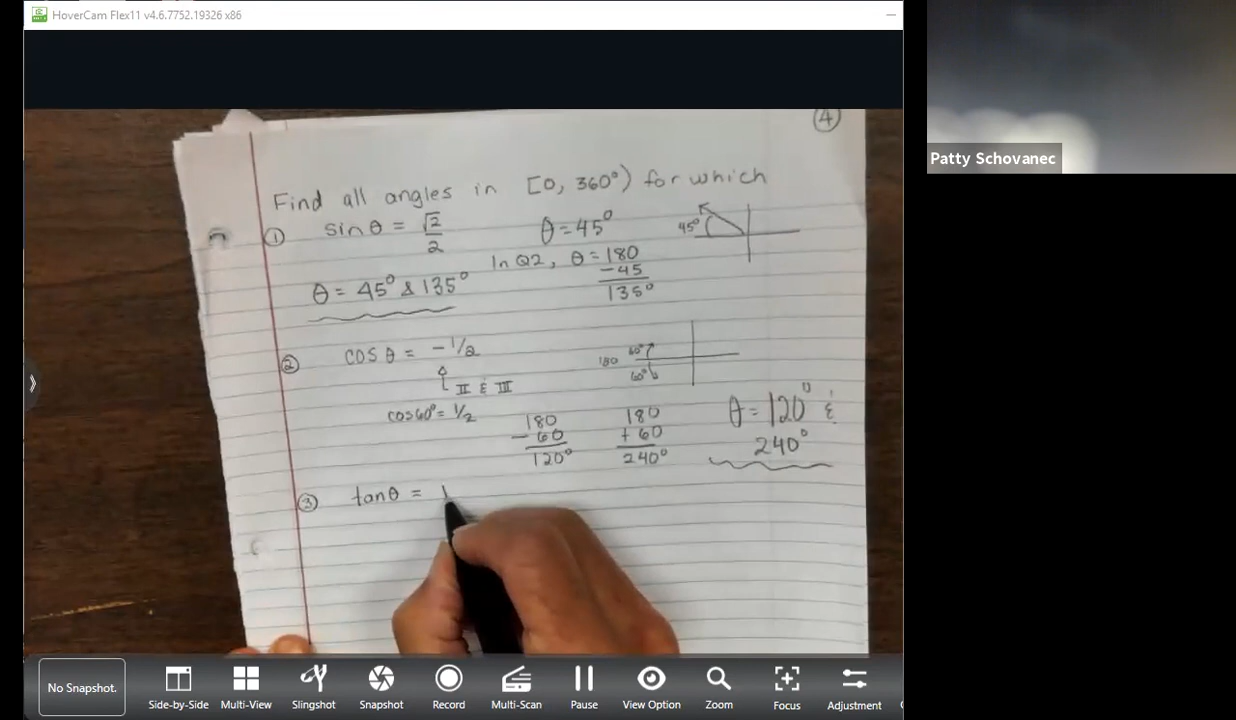 HoverCam Flex11 v4.6.7752.19326 x86
Patty Schovanec
④
Find all angles in [0, 360°) for which
① sin θ = √2/2 θ = 45° 45°
In Q2, θ = 180
- 45
135°
θ = 45° & 135°
② cos θ = -1/2
II & III
180 60°
60°
cos 60° = 1/2
180
- 60
120°
180
+ 60
240°
θ = 120° &
240°
③ tan θ =
No Snapshot.
Side-by-Side Multi-View Slingshot Snapshot Record Multi-Scan Pause View Option Zoom Focus Adjustment